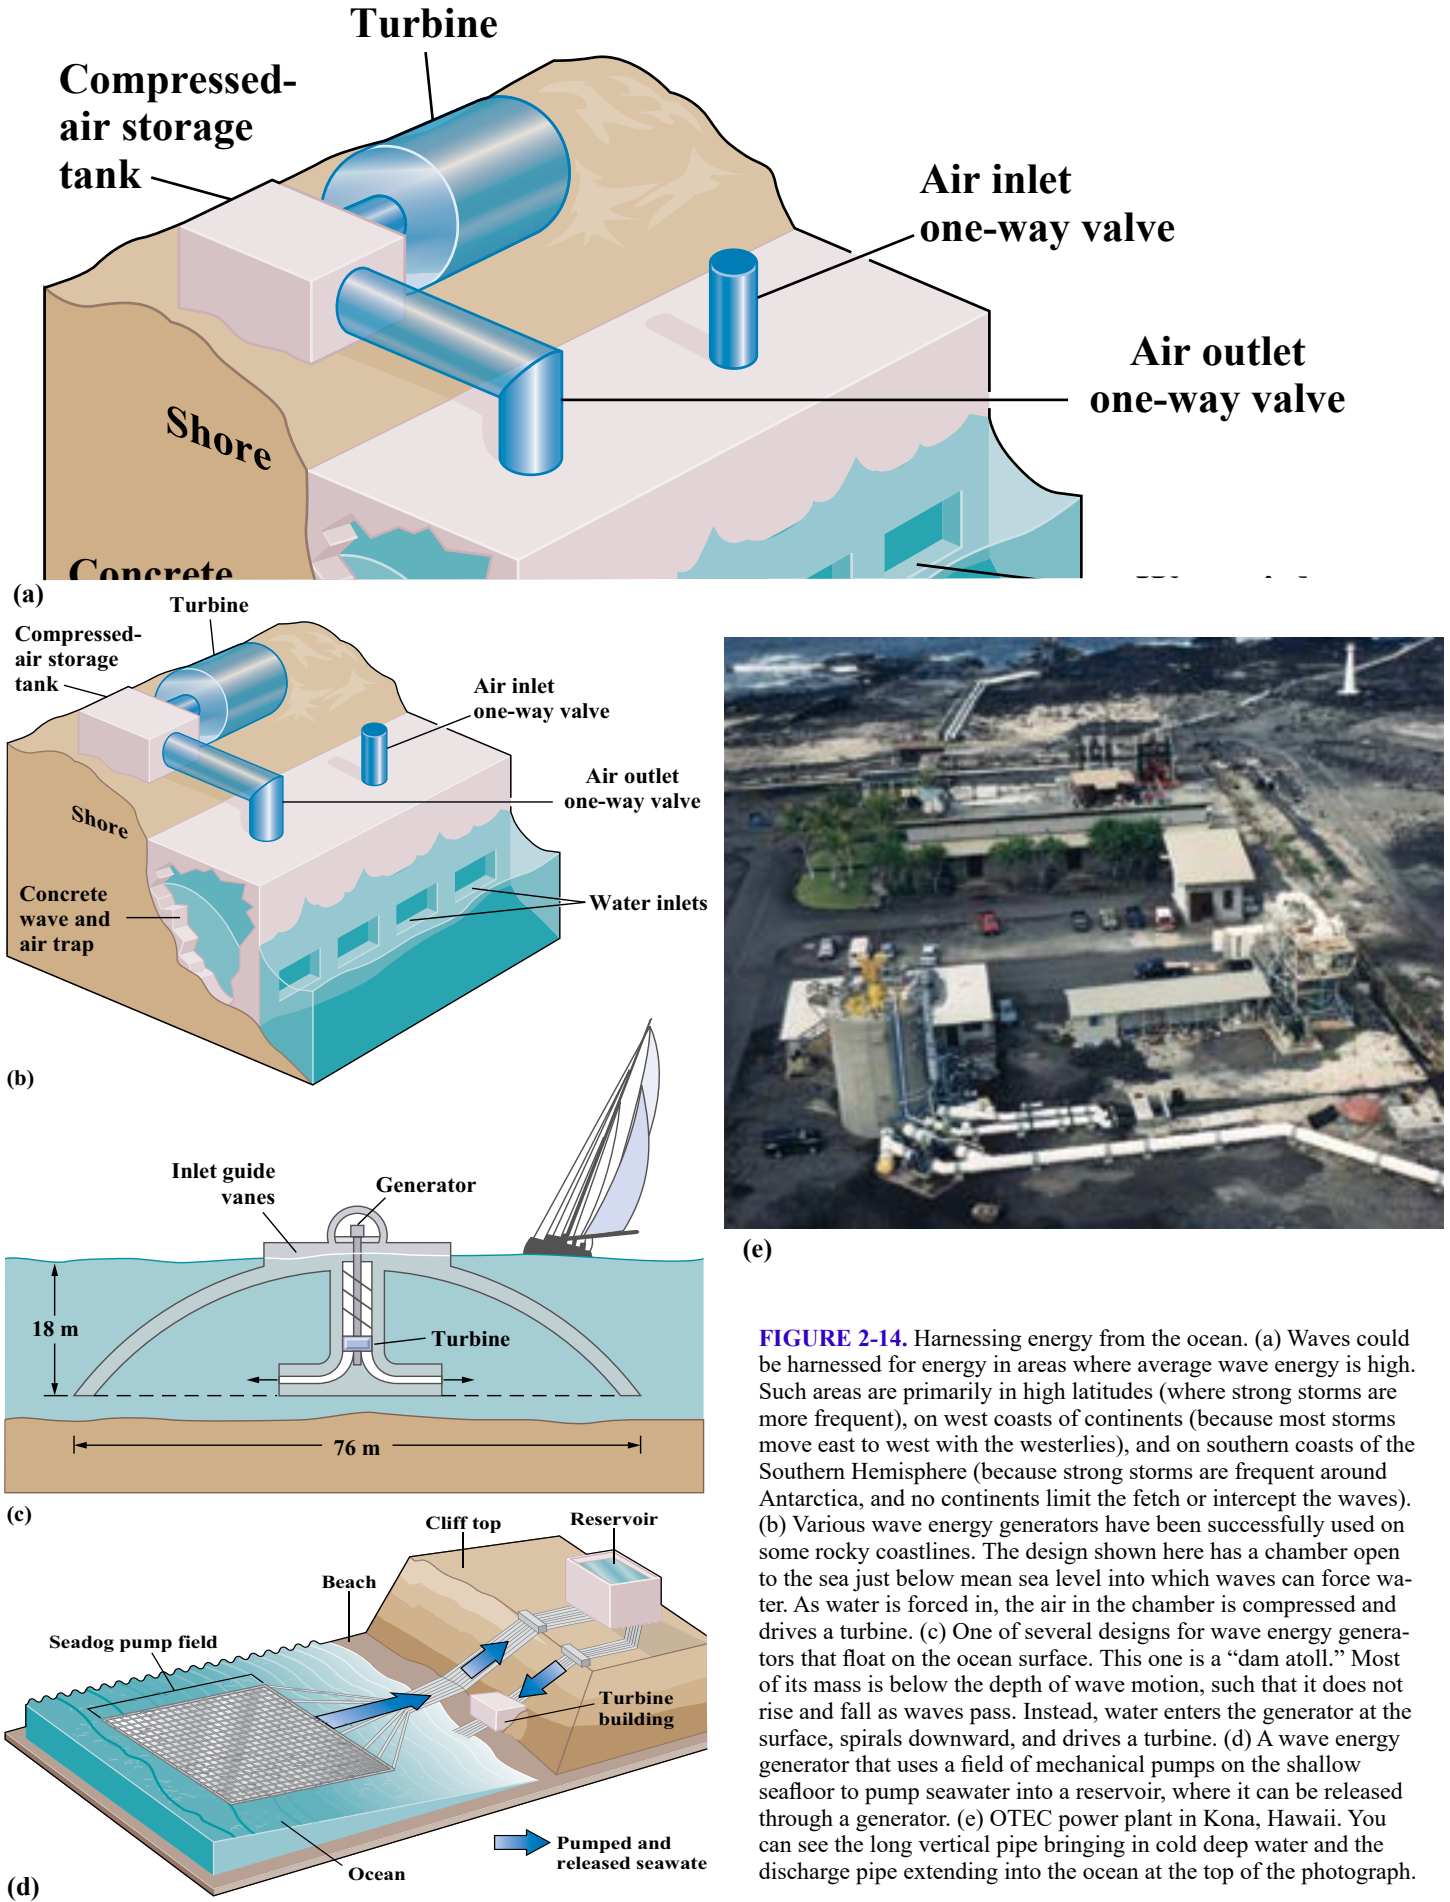 Turbine
Compressed-
air storage
tank
Air inlet
one-way valve
Air outlet
one-way valve
Shore
Concrete
(a)
Turbine
Compressed-
air storage
tank
Air inlet
one-way valve
Air outlet
one-way valve
Shore
Concrete
wave and
air trap
Water inlets
(b)
Inlet guide
vanes
Generator
18 m
Turbine
76 m
(c)
Cliff top
Reservoir
Beach
Seadog pump field
Turbine
building
Pumped and
released seawate
Ocean
(d)
(e)
FIGURE 2-14. Harnessing energy from the ocean. (a) Waves could
be harnessed for energy in areas where average wave energy is high.
Such areas are primarily in high latitudes (where strong storms are
more frequent), on west coasts of continents (because most storms
move east to west with the westerlies), and on southern coasts of the
Southern Hemisphere (because strong storms are frequent around
Antarctica, and no continents limit the fetch or intercept the waves).
(b) Various wave energy generators have been successfully used on
some rocky coastlines. The design shown here has a chamber open
to the sea just below mean sea level into which waves can force wa-
ter. As water is forced in, the air in the chamber is compressed and
drives a turbine. (c) One of several designs for wave energy genera-
tors that float on the ocean surface. This one is a “dam atoll.” Most
of its mass is below the depth of wave motion, such that it does not
rise and fall as waves pass. Instead, water enters the generator at the
surface, spirals downward, and drives a turbine. (d) A wave energy
generator that uses a field of mechanical pumps on the shallow
seafloor to pump seawater into a reservoir, where it can be released
through a generator. (e) OTEC power plant in Kona, Hawaii. You
can see the long vertical pipe bringing in cold deep water and the
discharge pipe extending into the ocean at the top of the photograph.